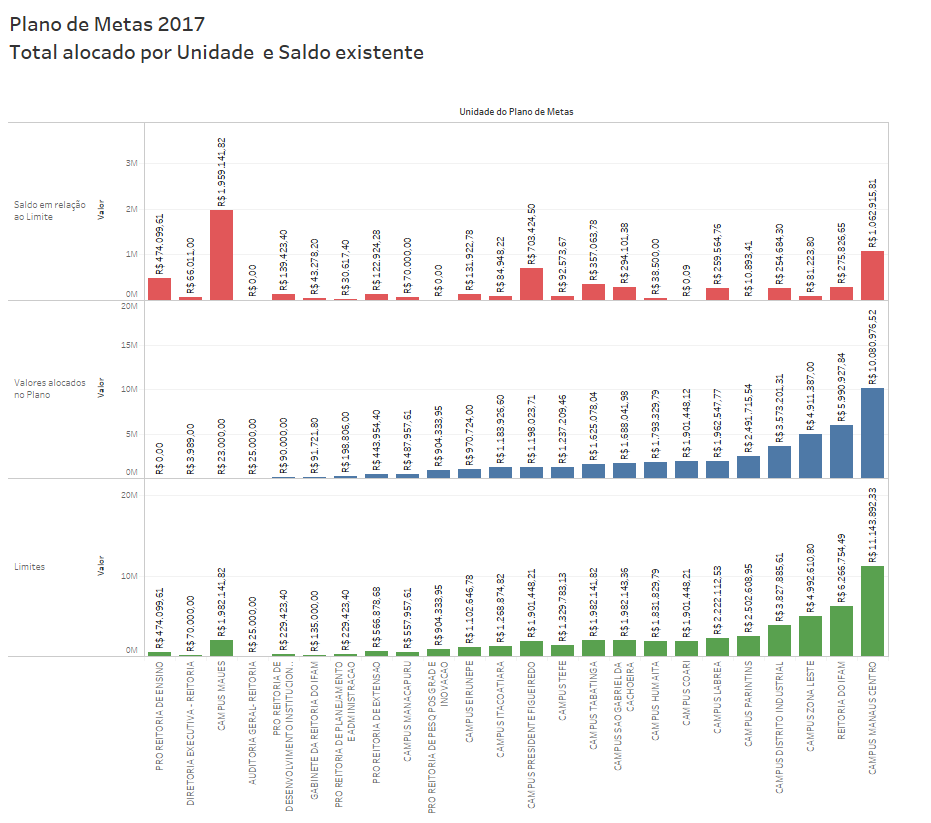 Plano de Metas 2017
Total alocado por Unidade e Saldo existente
Unidade do Plano de Metas
Saldo em relação
ao Limite
Valor
3M
2M
1M
0M
R$ 474.099,61
R$ 66.011,00
R$ 1.959.141,82
R$ 0,00
R$ 139.423,40
R$ 43.278,20
R$ 30.617,40
R$ 122.924,28
R$ 70.000,00
R$ 0,00
R$ 131.922,78
R$ 84.948,22
R$ 703.424,50
R$ 92.573,67
R$ 357.063,78
R$ 294.101,38
R$ 38.500,00
R$ 0,09
R$ 259.564,76
R$ 10.893,41
R$ 254.684,30
R$ 81.223,80
R$ 275.826,65
R$ 1.062.915,81
Valores alocados
no Plano
Valor
20M
15M
10M
5M
0M
R$ 0,00
R$ 3.989,00
R$ 23.000,00
R$ 25.000,00
R$ 90.000,00
R$ 91.721,80
R$ 198.806,00
R$ 443.954,40
R$ 487.957,61
R$ 904.333,95
R$ 970.724,00
R$ 1.183.926,60
R$ 1.198.023,71
R$ 1.237.209,46
R$ 1.625.078,04
R$ 1.688.041,98
R$ 1.793.329,79
R$ 1.901.448,12
R$ 1.962.547,77
R$ 2.491.715,54
R$ 3.573.201,31
R$ 4.911.387,00
R$ 5.990.927,84
R$ 10.080.976,52
Limites
Valor
20M
10M
0M
R$ 474.099,61
R$ 70.000,00
R$ 1.982.141,82
R$ 25.000,00
R$ 229.423,40
R$ 135.000,00
R$ 229.423,40
R$ 566.878,68
R$ 557.957,61
R$ 904.333,95
R$ 1.102.646,78
R$ 1.268.874,82
R$ 1.901.448,21
R$ 1.329.783,13
R$ 1.982.141,82
R$ 1.982.143,36
R$ 1.831.829,79
R$ 1.901.448,21
R$ 2.222.112,53
R$ 2.502.608,95
R$ 3.827.885,61
R$ 4.992.610,80
R$ 6.266.754,49
R$ 11.143.892,33
PRO REITORIA DE ENSINO
DIRETORIA EXECUTIVA - REITORIA
CAMPUS MAUES
AUDITORIA GERAL- REITORIA
PRO REITORIA DE
DESENVOLVIMENTO INSTITUCION..
GABINETE DA REITORIA DO IFAM
PRO REITORIA DE PLANEJAMENTO
E ADMINISTRACAO
PRO REITORIA DE EXTENSAO
CAMPUS MANACAPURU
PRO REITORIA DE PESQ POS GRAD E
INOVACAO
CAMPUS EIRUNEPE
CAMPUS ITACOATIARA
CAMPUS PRESIDENTE FIGUEIREDO
CAMPUS TEFE
CAMPUS TABATINGA
CAMPUS SAO GABRIEL DA
CACHOEIRA
CAMPUS HUMAITA
CAMPUS COARI
CAMPUS LABREA
CAMPUS PARINTINS
CAMPUS DISTRITO INDUSTRIAL
CAMPUS ZONA LESTE
REITORIA DO IFAM
CAMPUS MANAUS CENTRO